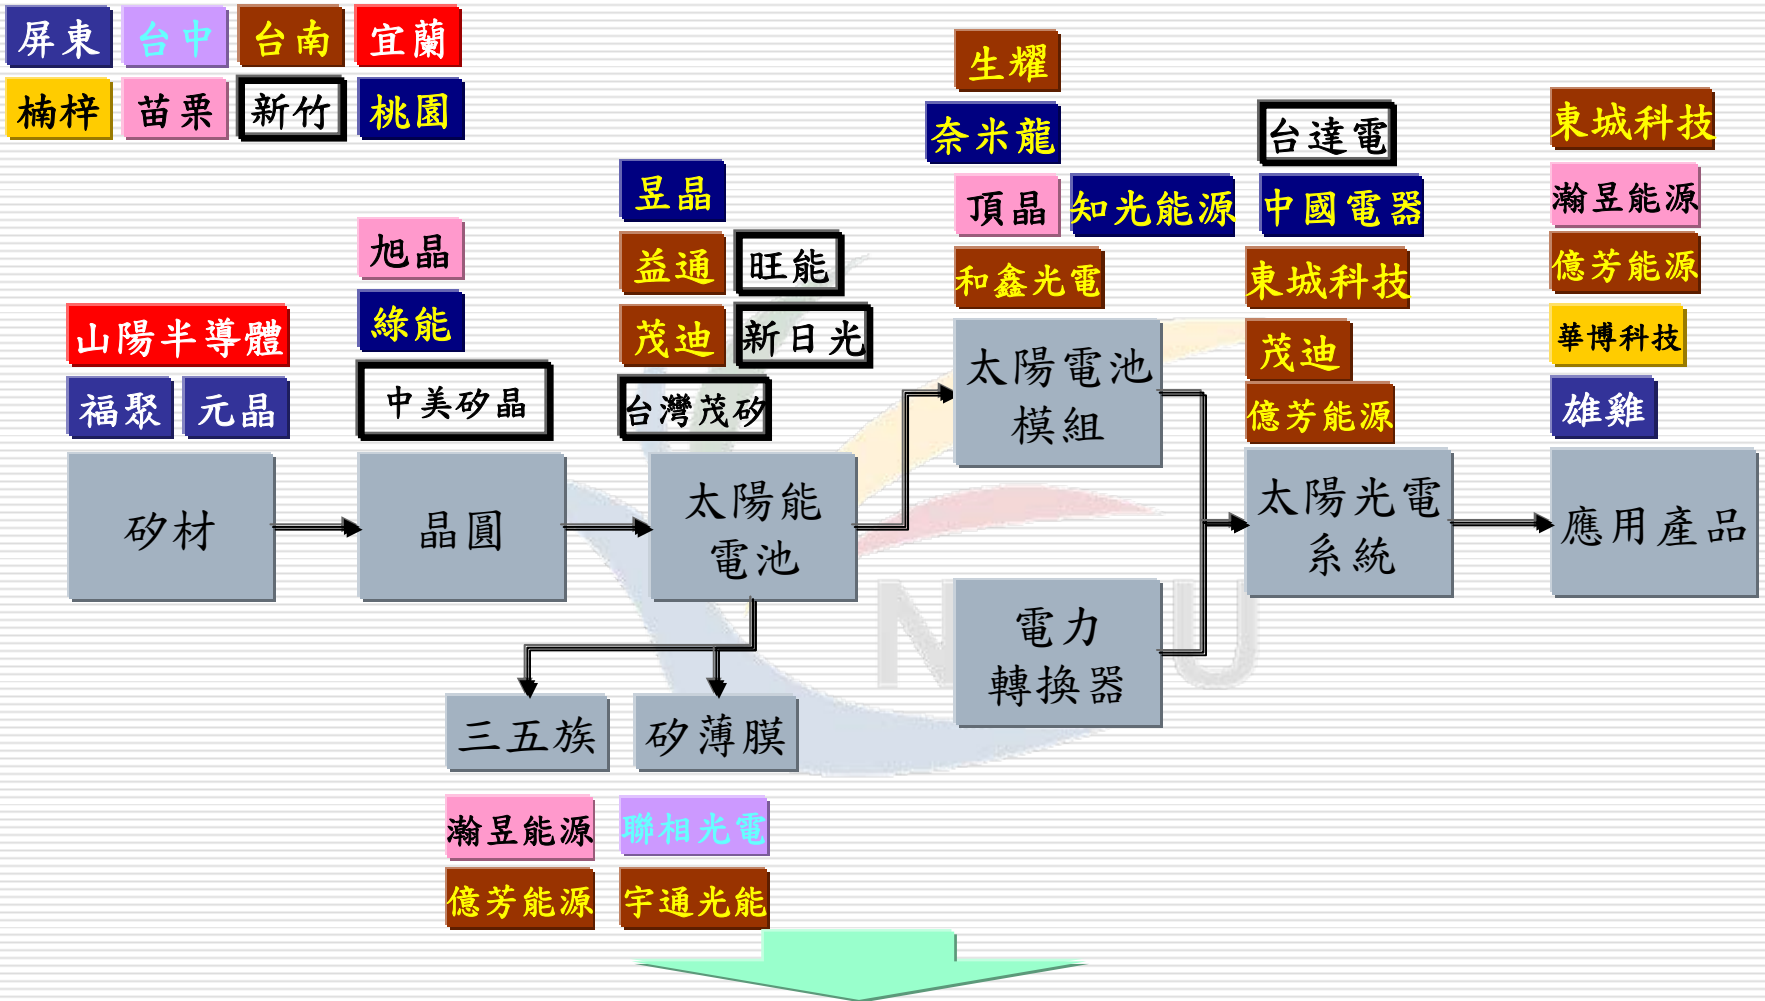 屏東 台中 台南 宜蘭
楠梓 苗栗 新竹 桃園
山陽半導體
福聚 元晶
矽材
旭晶
綠能
中美矽晶
晶圓
昱晶
益通 旺能
茂迪 新日光
台灣茂矽
太陽能
電池
三五族
瀚昱能源
億芳能源
矽薄膜
聯相光電
宇通光能
生耀
奈米龍
頂晶 知光能源
和鑫光電
太陽電池
模組
電力
轉換器
台達電
中國電器
東城科技
茂迪
億芳能源
太陽光電
系統
東城科技
瀚昱能源
億芳能源
華博科技
雄雞
應用產品